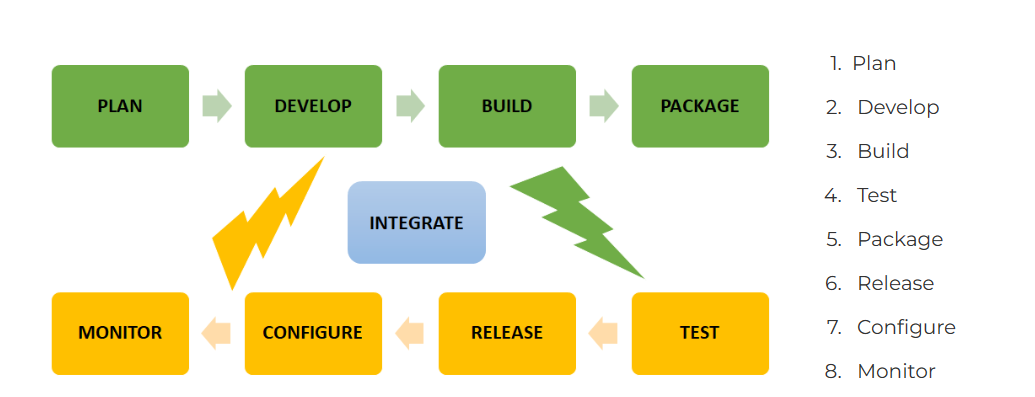 PLAN
DEVELOP
BUILD
PACKAGE
INTEGRATE
MONITOR
CONFIGURE
RELEASE
TEST
1. Plan
2. Develop
3. Build
4. Test
5. Package
6. Release
7. Configure
8. Monitor